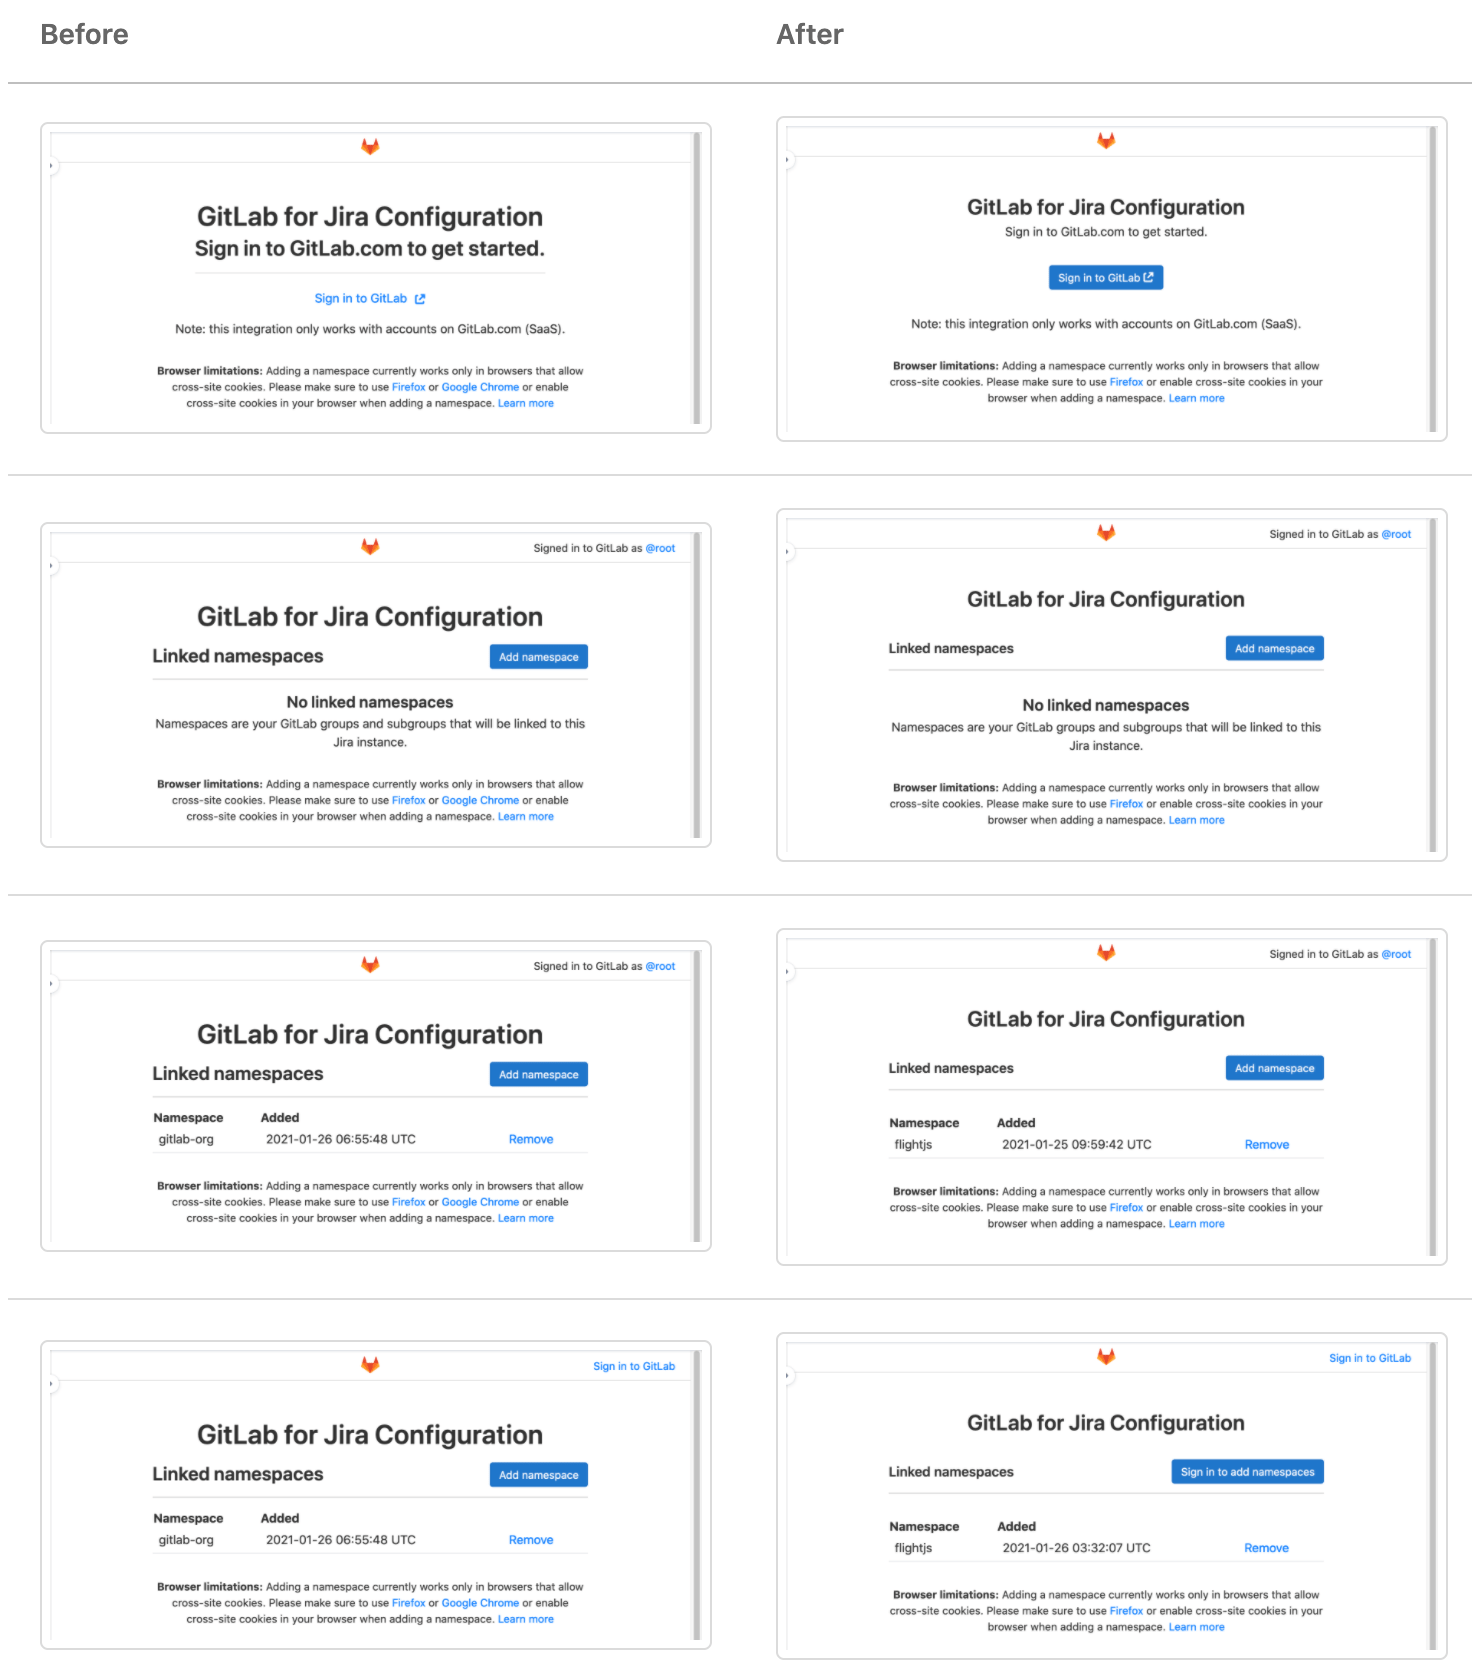 Before
After
GitLab for Jira Configuration
Sign in to GitLab.com to get started.
Sign in to GitLab
Note: this integration only works with accounts on GitLab.com (SaaS).
Browser limitations: Adding a namespace currently works only in browsers that allow
cross-site cookies. Please make sure to use Firefox or Google Chrome or enable
cross-site cookies in your browser when adding a namespace. Learn more
GitLab for Jira Configuration
Sign in to GitLab.com to get started.
Sign in to GitLab
Note: this integration only works with accounts on GitLab.com (SaaS).
Browser limitations: Adding a namespace currently works only in browsers that allow
cross-site cookies. Please make sure to use Firefox or enable cross-site cookies in your
browser when adding a namespace. Learn more
Signed in to GitLab as @root
GitLab for Jira Configuration
Linked namespaces
Add namespace
No linked namespaces
Namespaces are your GitLab groups and subgroups that will be linked to this
Jira instance.
Browser limitations: Adding a namespace currently works only in browsers that allow
cross-site cookies. Please make sure to use Firefox or Google Chrome or enable
cross-site cookies in your browser when adding a namespace. Learn more
Signed in to GitLab as @root
GitLab for Jira Configuration
Linked namespaces
Add namespace
No linked namespaces
Namespaces are your GitLab groups and subgroups that will be linked to this
Jira instance.
Browser limitations: Adding a namespace currently works only in browsers that allow
cross-site cookies. Please make sure to use Firefox or enable cross-site cookies in your
browser when adding a namespace. Learn more
Signed in to GitLab as @root
GitLab for Jira Configuration
Linked namespaces
Add namespace
Namespace Added
gitlab-org 2021-01-26 06:55:48 UTC Remove
Browser limitations: Adding a namespace currently works only in browsers that allow
cross-site cookies. Please make sure to use Firefox or Google Chrome or enable
cross-site cookies in your browser when adding a namespace. Learn more
Signed in to GitLab as @root
GitLab for Jira Configuration
Linked namespaces
Add namespace
Namespace Added
flightjs 2021-01-25 09:59:42 UTC Remove
Browser limitations: Adding a namespace currently works only in browsers that allow
cross-site cookies. Please make sure to use Firefox or enable cross-site cookies in your
browser when adding a namespace. Learn more
Sign in to GitLab
GitLab for Jira Configuration
Linked namespaces
Add namespace
Namespace Added
gitlab-org 2021-01-26 06:55:48 UTC Remove
Browser limitations: Adding a namespace currently works only in browsers that allow
cross-site cookies. Please make sure to use Firefox or Google Chrome or enable
cross-site cookies in your browser when adding a namespace. Learn more
Sign in to GitLab
GitLab for Jira Configuration
Linked namespaces
Sign in to add namespaces
Namespace Added
flightjs 2021-01-26 03:32:07 UTC Remove
Browser limitations: Adding a namespace currently works only in browsers that allow
cross-site cookies. Please make sure to use Firefox or enable cross-site cookies in your
browser when adding a namespace. Learn more